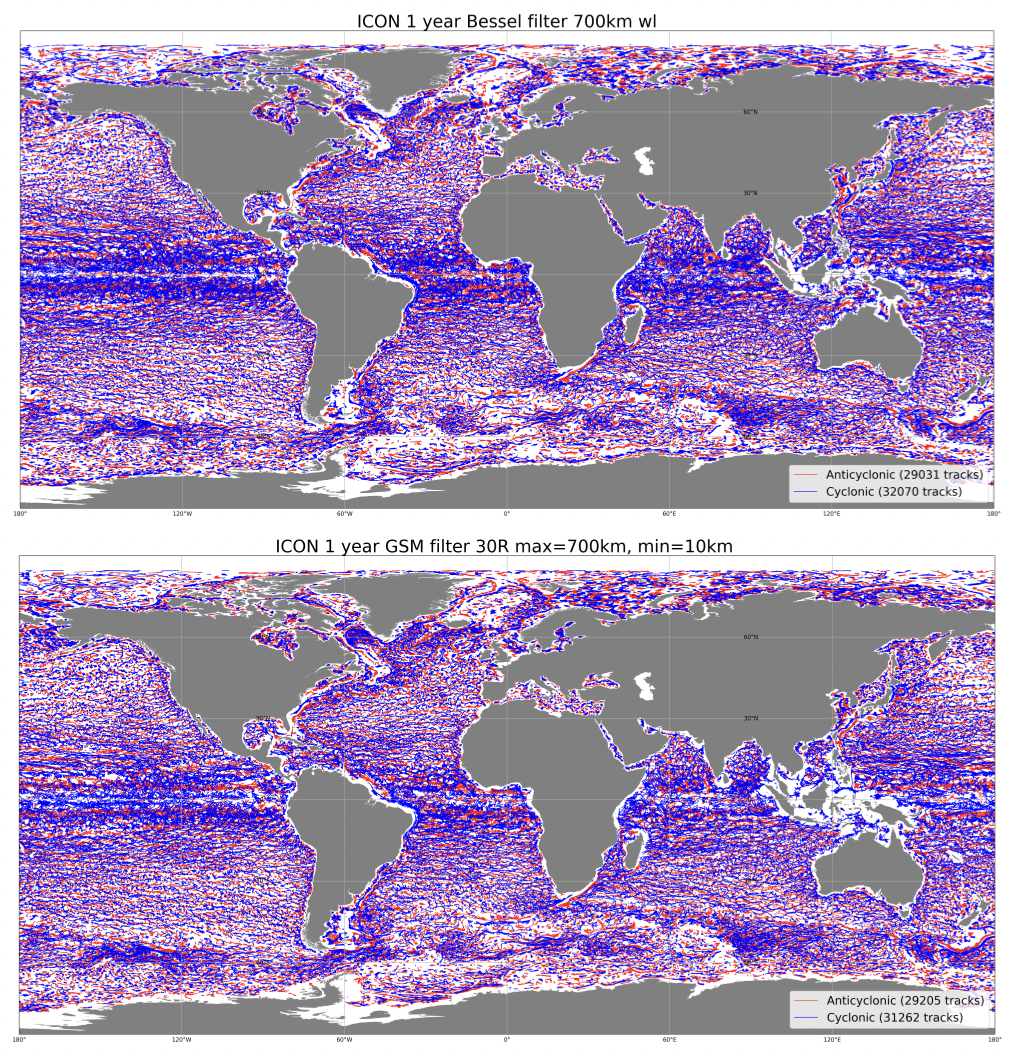 ICON 1 year Bessel filter 700km wl
60°N
30°N
30°N
Anticyclonic (29031 tracks)
Cyclonic (32070 tracks)
180° 120°W 60°W 0° 60°E 120°E 180°
ICON 1 year GSM filter 30R max=700km, min=10km
60°N
30°N
30°N
Anticyclonic (29205 tracks)
Cyclonic (31262 tracks)
180° 120°W 60°W 0° 60°E 120°E 180°